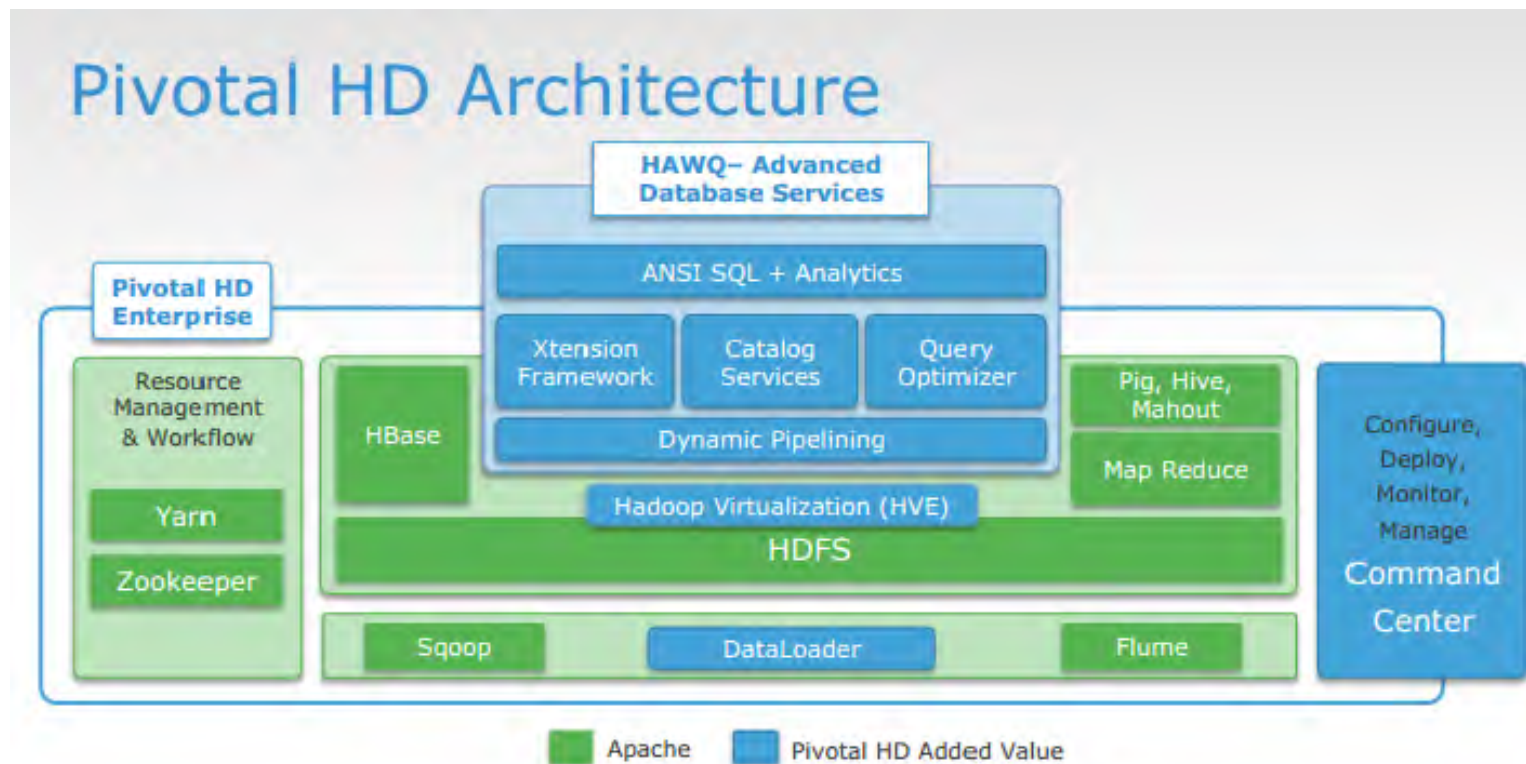 Pivotal HD Architecture
HAWQ– Advanced
Database Services
ANSI SQL + Analytics
Pivotal HD
Enterprise
Xtension
Framework
Catalog
Services
Query
Optimizer
Dynamic Pipelining
Resource
Management
& Workflow
Yarn
Zookeeper
HBase
Pig, Hive,
Mahout
Map Reduce
Hadoop Virtualization (HVE)
HDFS
Configure,
Deploy,
Monitor,
Manage
Command
Center
Sqoop
DataLoader
Flume
Apache
Pivotal HD Added Value